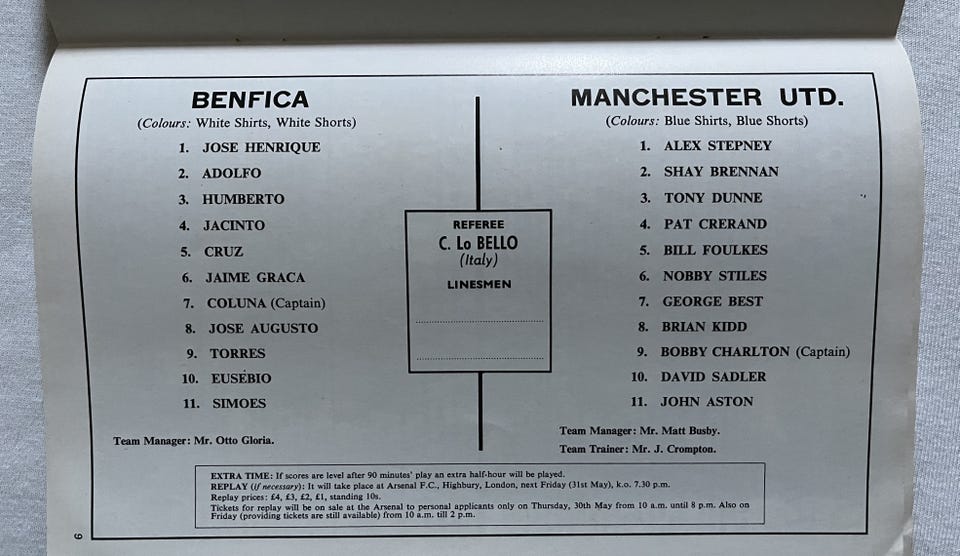 BENFICA
(Colours: White Shirts, White Shorts)
1. JOSE HENRIQUE
2. ADOLFO
3. HUMBERTO
4. JACINTO
5. CRUZ
6. JAIME GRACA
7. COLUNA (Captain)
8. JOSE AUGUSTO
9. TORRES
10. EUSÉBIO
11. SIMOES
Team Manager: Mr. Otto Gloria.
REFEREE
C. Lo BELLO
(Italy)
LINESMEN
MANCHESTER UTD.
(Colours: Blue Shirts, Blue Shorts)
1. ALEX STEPNEY
2. SHAY BRENNAN
3. TONY DUNNE
4. PAT CRERAND
5. BILL FOULKES
6. NOBBY STILES
7. GEORGE BEST
8. BRIAN KIDD
9. BOBBY CHARLTON (Captain)
10. DAVID SADLER
11. JOHN ASTON
Team Manager: Mr. Matt Busby.
Team Trainer: Mr. J. Crompton.
EXTRA TIME: If scores are level after 90 minutes' play an extra half-hour will be played.
REPLAY (if necessary): It will take place at Arsenal F.C., Highbury, London, next Friday (31st May), k.o. 7.30 p.m.
Replay prices: £4, £3, £2, £1, standing 10s.
Tickets for replay will be on sale at the Arsenal to personal applicants only on Thursday, 30th May from 10 a.m. until 8 p.m. Also on
Friday (providing tickets are still available) from 10 a.m. till 2 p.m.
6